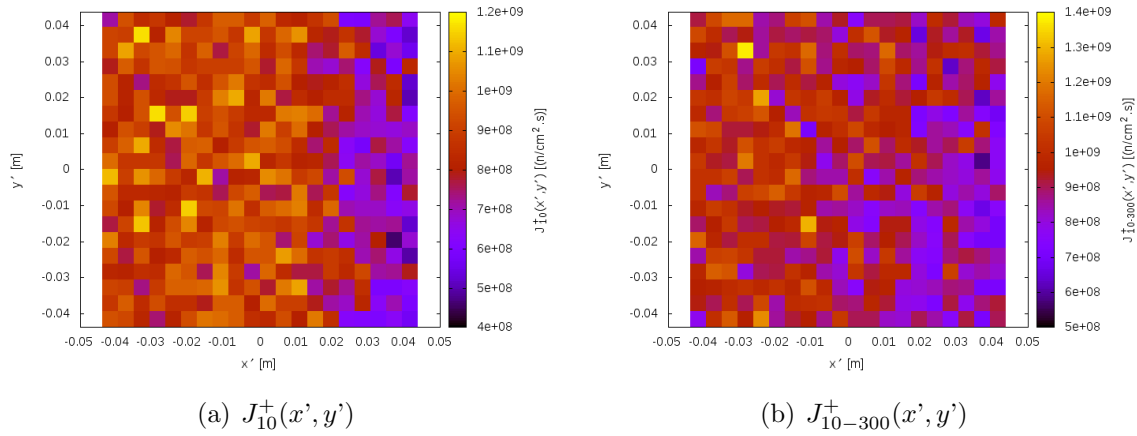 0.04
0.03
0.02
0.01
0
-0.01
-0.02
-0.03
-0.04
y´ [m]
-0.05 -0.04 -0.03 -0.02 -0.01 0 0.01 0.02 0.03 0.04 0.05
x´ [m]
1.2e+09
1.1e+09
1e+09
9e+08
8e+08
7e+08
6e+08
5e+08
4e+08
J⁺₁₀(x´,y´) [(n/cm².s)]
(a) J⁺₁₀(x’, y’)
0.04
0.03
0.02
0.01
0
-0.01
-0.02
-0.03
-0.04
y´ [m]
-0.05 -0.04 -0.03 -0.02 -0.01 0 0.01 0.02 0.03 0.04 0.05
x´ [m]
1.4e+09
1.3e+09
1.2e+09
1.1e+09
1e+09
9e+08
8e+08
7e+08
6e+08
5e+08
J⁺₁₀₋₃₀₀(x´,y´) [(n/cm².s)]
(b) J⁺₁₀₋₃₀₀(x’, y’)